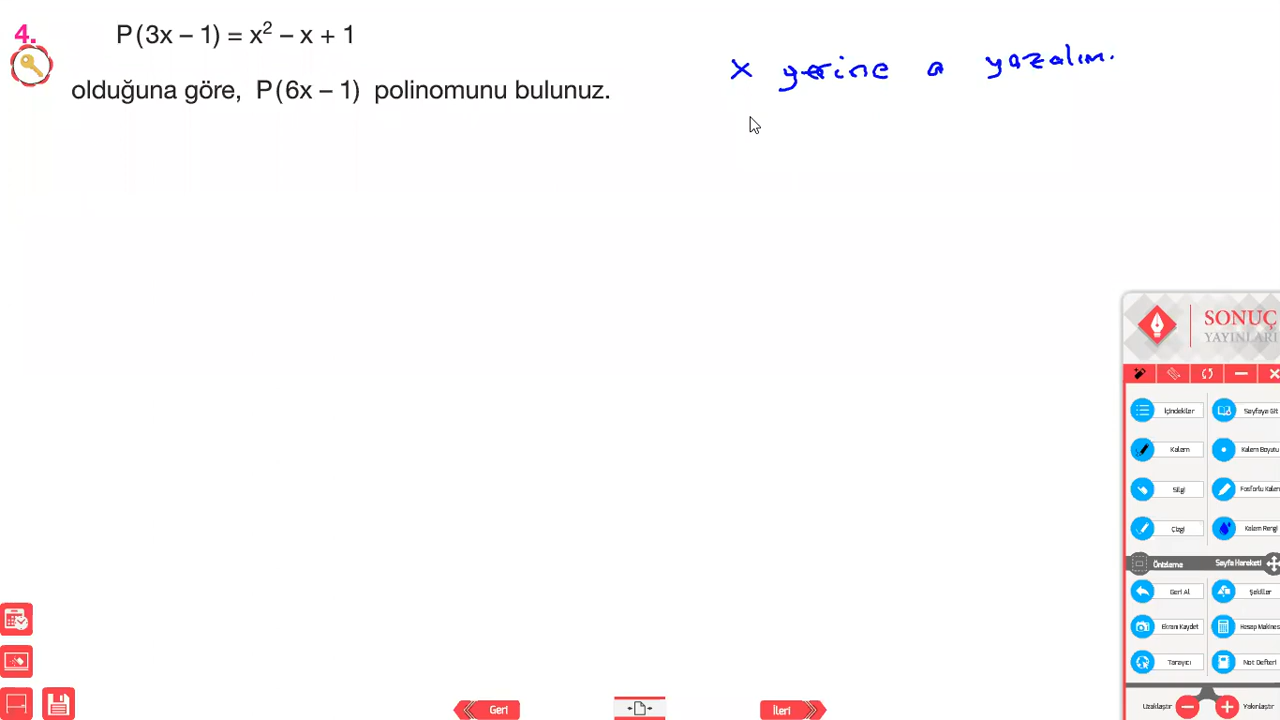 4. P(3x – 1) = x² – x + 1
olduğuna göre, P(6x – 1) polinomunu bulunuz.
x yerine a yazalım.
SONUÇ
YAYINLARI
İçindekiler
Sayfaya Git
Kalem
Kalem Boyutu
Silgi
Fosforlu Kalem
Çizgi
Kalem Rengi
Önizleme
Sayfa Hareketi
Geri Al
Şekiller
Ekranı Kaydet
Hesap Makines
Tarayıcı
Not Defteri
Uzaklaştır
Yakınlaştır
Geri
İleri